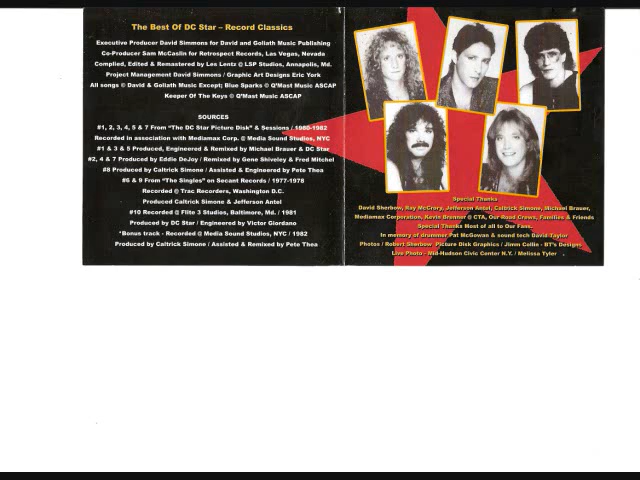 The Best Of DC Star – Record Classics
Executive Producer David Simmons for David and Goliath Music Publishing
Co-Producer Sam McCaslin for Retrospect Records, Las Vegas, Nevada
Complied, Edited & Remastered by Les Lentz @ LSP Studios, Annapolis, Md.
Project Management David Simmons / Graphic Art Designs Eric York
All songs © David & Goliath Music Except; Blue Sparks © Q'Mast Music ASCAP
Keeper Of The Keys © Q'Mast Music ASCAP
SOURCES
#1, 2, 3, 4, 5 & 7 From "The DC Star Picture Disk" & Sessions / 1980-1982
Recorded in association with Mediamax Corp. @ Media Sound Studios, NYC
#1 & 3 & 5 Produced, Engineered & Remixed by Michael Brauer & DC Star
#2, 4 & 7 Produced by Eddie DeJoy / Remixed by Gene Shiveley & Fred Mitchel
#8 Produced by Caltrick Simone / Assisted & Engineered by Pete Thea
#6 & 9 From "The Singles" on Secant Records / 1977-1978
Recorded @ Trac Recorders, Washington D.C.
Produced Caltrick Simone & Jefferson Antel
#10 Recorded @ Flite 3 Studios, Baltimore, Md. / 1981
Produced by DC Star / Engineered by Victor Giordano
*Bonus track - Recorded @ Media Sound Studios, NYC / 1982
Produced by Caltrick Simone / Assisted & Remixed by Pete Thea
Special Thanks
David Sherbow, Ray McCrory, Jefferson Antel, Caltrick Simone, Michael Brauer,
Mediamax Corporation, Kevin Brenner @ CTA, Our Road Crews, Families & Friends
Special Thanks Most of all to Our Fans.
In memory of drummer Pat McGowan & sound tech David Taylor
Photos / Robert Sherbow Picture Disk Graphics / Jimm Collin - BT's Designs
Live Photo - Mid-Hudson Civic Center N.Y. / Melissa Tyler